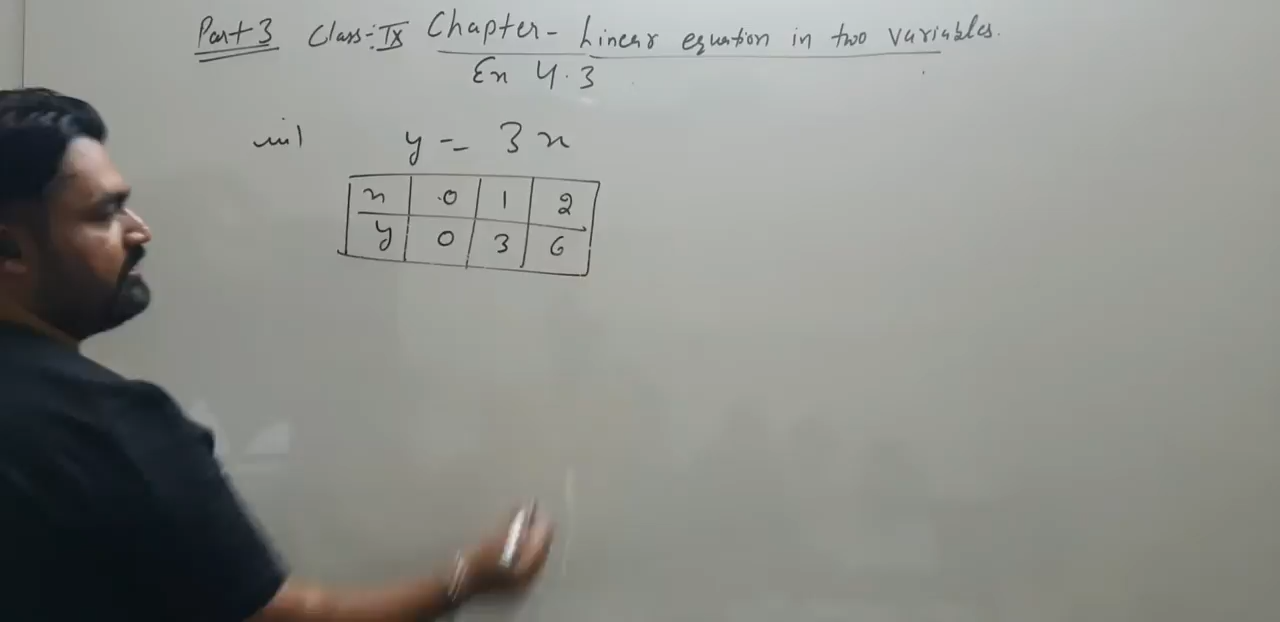 Part 3 Class:- IX Chapter - Linear equation in two variables.
Ex 4.3
iii) y = 3x
x 0 1 2
y 0 3 6